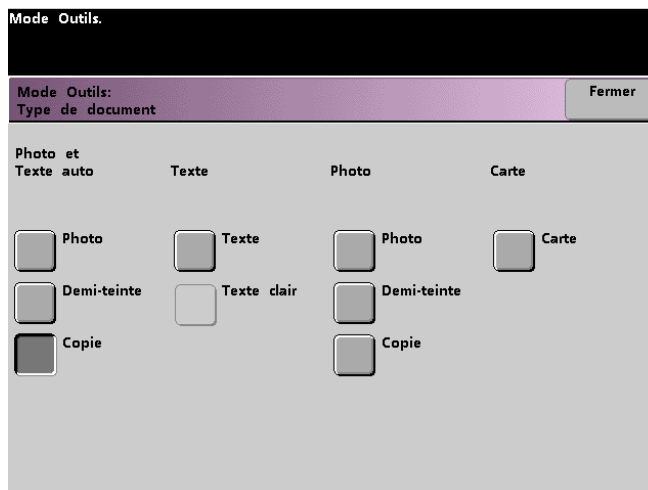 Mode Outils.
Mode Outils:
Type de document
Fermer
Photo et
Texte auto
Texte
Photo
Carte
Photo
Texte
Photo
Carte
Demi-teinte
Texte clair
Demi-teinte
Copie
Copie